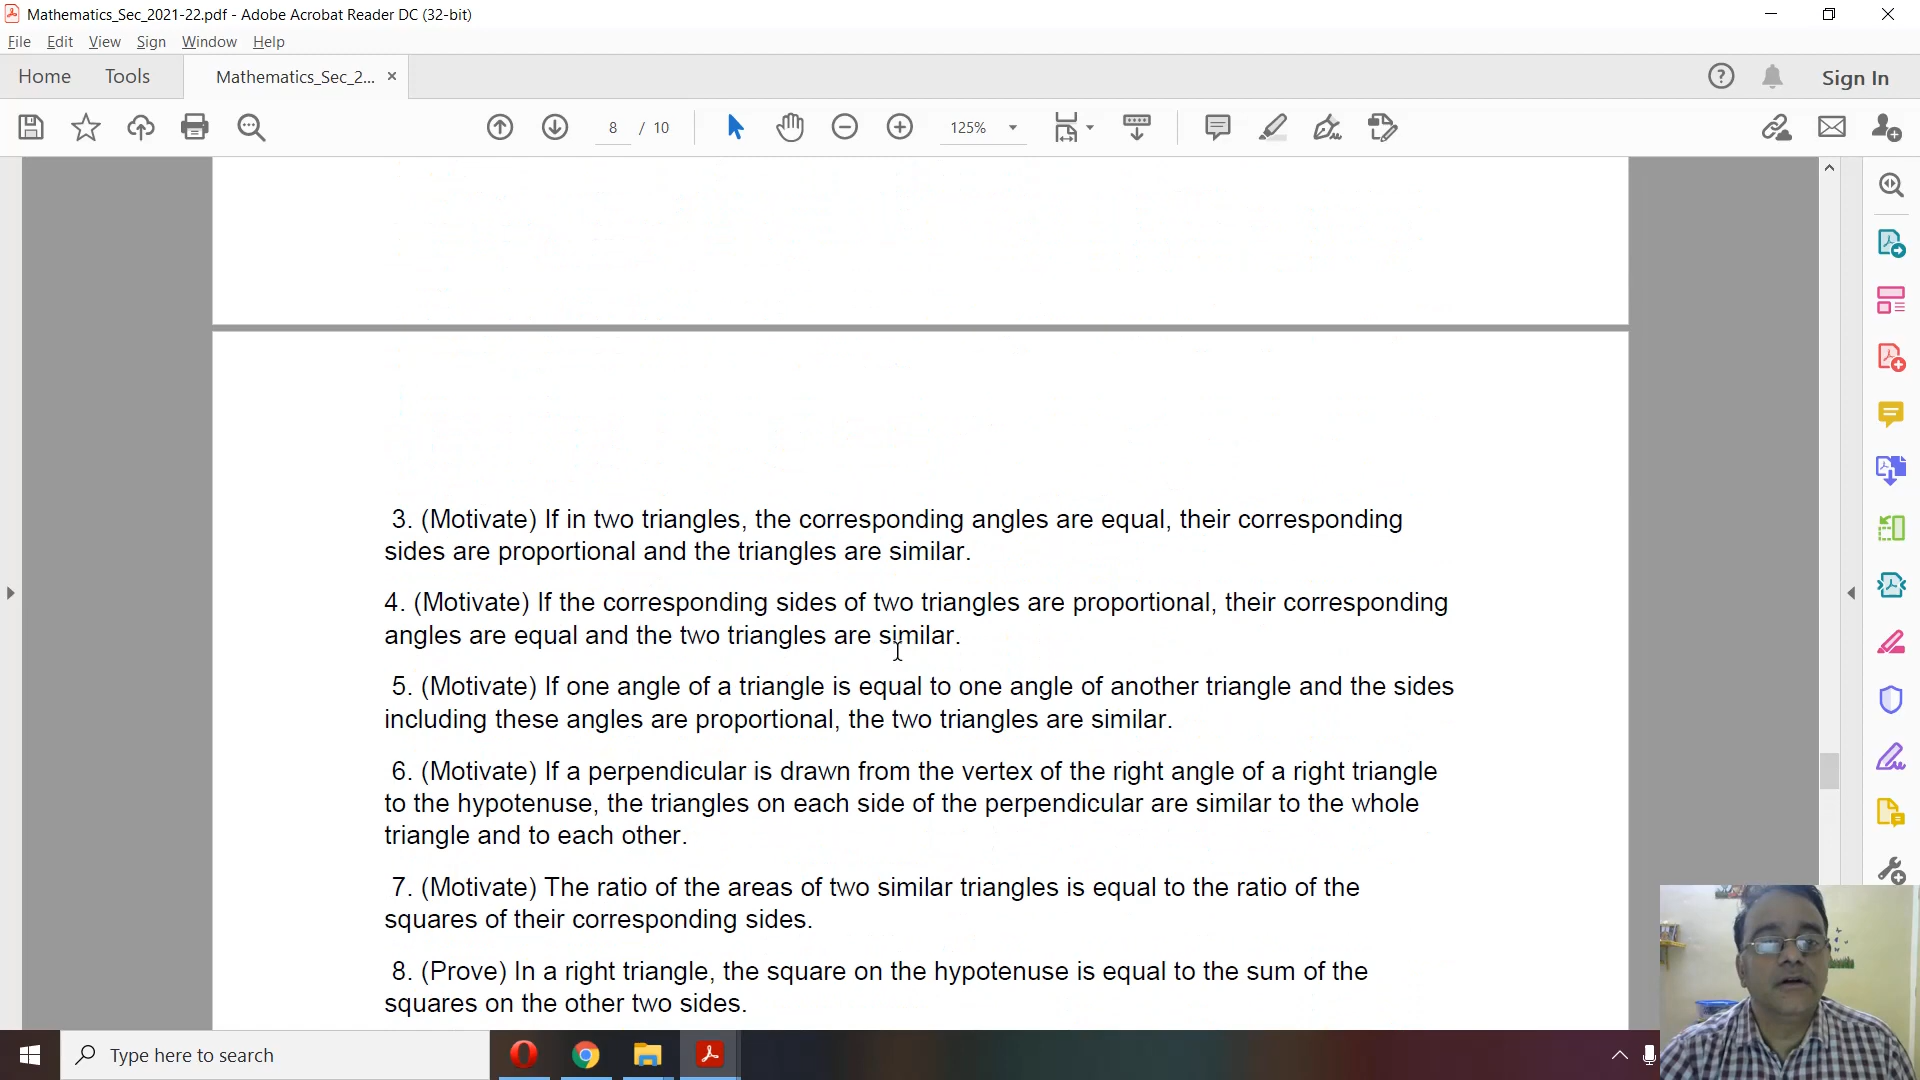 Mathematics_Sec_2021-22.pdf - Adobe Acrobat Reader DC (32-bit)
File Edit View Sign Window Help
Home Tools Mathematics_Sec_2... × Sign In
8 / 10 125%
3. (Motivate) If in two triangles, the corresponding angles are equal, their corresponding
sides are proportional and the triangles are similar.
4. (Motivate) If the corresponding sides of two triangles are proportional, their corresponding
angles are equal and the two triangles are similar.
5. (Motivate) If one angle of a triangle is equal to one angle of another triangle and the sides
including these angles are proportional, the two triangles are similar.
6. (Motivate) If a perpendicular is drawn from the vertex of the right angle of a right triangle
to the hypotenuse, the triangles on each side of the perpendicular are similar to the whole
triangle and to each other.
7. (Motivate) The ratio of the areas of two similar triangles is equal to the ratio of the
squares of their corresponding sides.
8. (Prove) In a right triangle, the square on the hypotenuse is equal to the sum of the
squares on the other two sides.
Type here to search